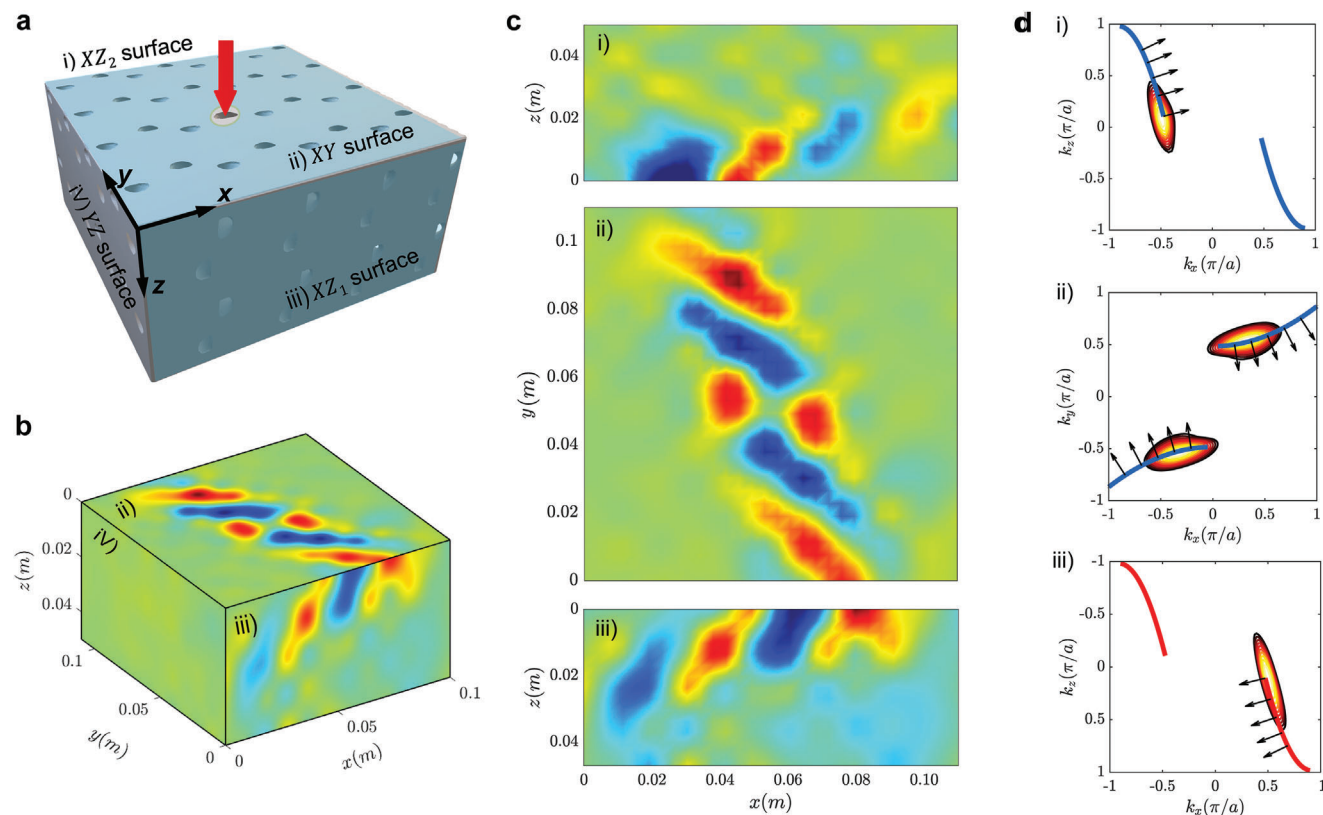 a
i) XZ₂ surface
ii) XY surface
iii) XZ₁ surface
iv) YZ surface
y
x
z
b
ii)
iv)
iii)
z(m)
0
0.02
0.04
0.1
0.05
0
y(m)
0
0.05
0.1
x(m)
c
i)
z(m)
0.04
0.02
0
ii)
y(m)
0.1
0.08
0.06
0.04
0.02
0
iii)
z(m)
0
0.02
0.04
0 0.02 0.04 0.06 0.08 0.10
x(m)
d
i)
kz(π/a)
1
0.5
0
-0.5
-1
-1 -0.5 0 0.5 1
kx(π/a)
ii)
ky(π/a)
1
0.5
0
-0.5
-1
-1 -0.5 0 0.5 1
kx(π/a)
iii)
kz(π/a)
-1
-0.5
0
0.5
1
-1 -0.5 0 0.5 1
kx(π/a)